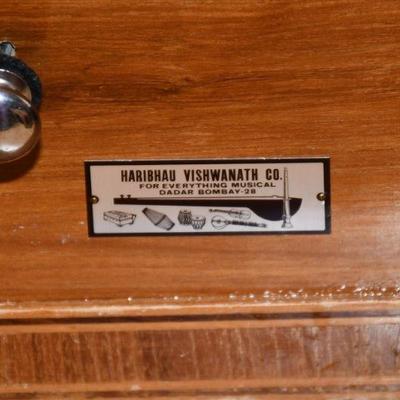 HARIBHAU VISHWANATH CO.
FOR EVERYTHING MUSICAL
DADAR BOMBAY-28